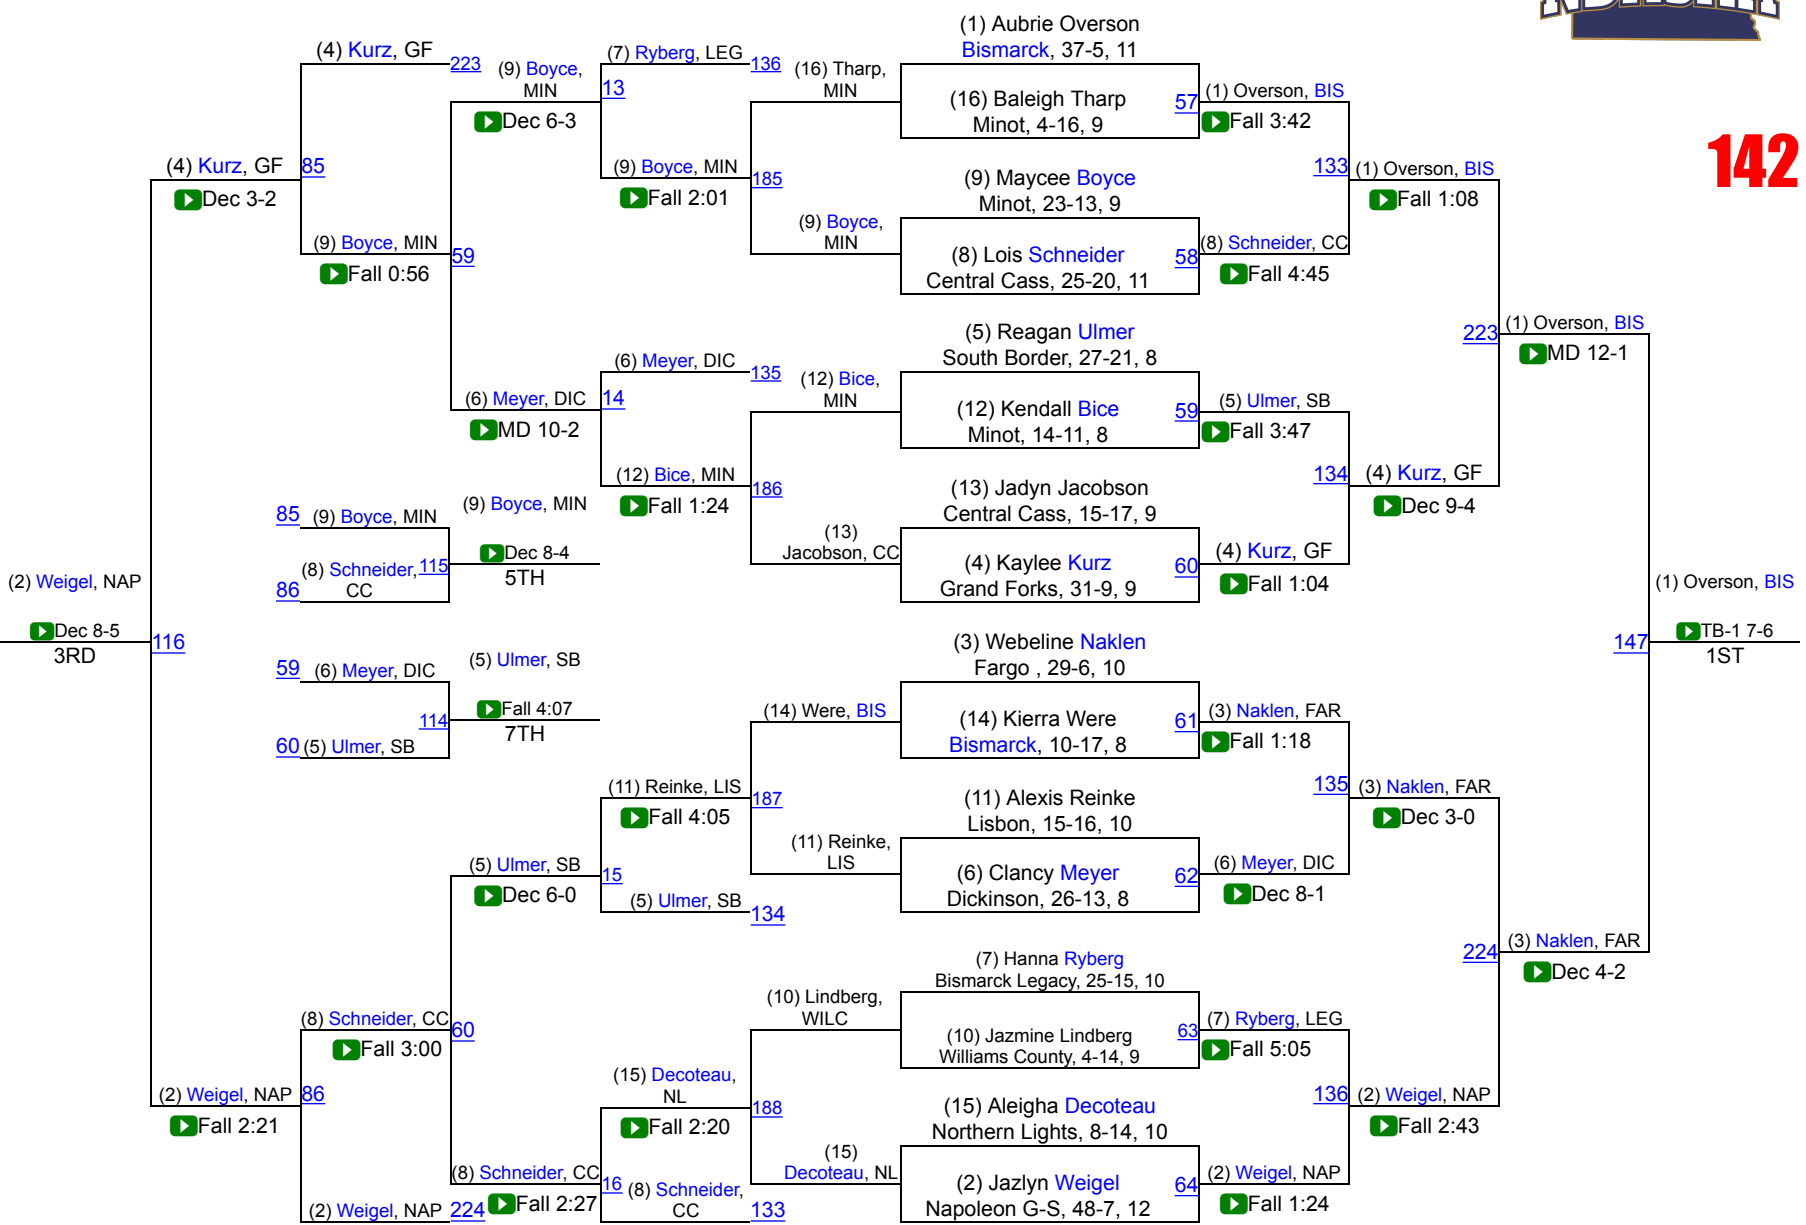 (1) Aubrie Overson
Bismarck, 37-5, 11
(16) Baleigh Tharp
Minot, 4-16, 9
57
(9) Maycee Boyce
Minot, 23-13, 9
(8) Lois Schneider
Central Cass, 25-20, 11
58
(5) Reagan Ulmer
South Border, 27-21, 8
(12) Kendall Bice
Minot, 14-11, 8
59
(13) Jadyn Jacobson
Central Cass, 15-17, 9
(4) Kaylee Kurz
Grand Forks, 31-9, 9
60
(3) Webeline Naklen
Fargo , 29-6, 10
(14) Kierra Were
Bismarck, 10-17, 8
61
(11) Alexis Reinke
Lisbon, 15-16, 10
(6) Clancy Meyer
Dickinson, 26-13, 8
62
(7) Hanna Ryberg
Bismarck Legacy, 25-15, 10
(10) Jazmine Lindberg
Williams County, 4-14, 9
63
(15) Aleigha Decoteau
Northern Lights, 8-14, 10
(2) Jazlyn Weigel
Napoleon G-S, 48-7, 12
64
(1) Overson, BIS
Fall 3:42
133
(8) Schneider, CC
Fall 4:45
(5) Ulmer, SB
Fall 3:47
134
(4) Kurz, GF
Fall 1:04
(3) Naklen, FAR
Fall 1:18
135
(6) Meyer, DIC
Dec 8-1
(7) Ryberg, LEG
Fall 5:05
136
(2) Weigel, NAP
Fall 1:24
(1) Overson, BIS
Fall 1:08
223
(4) Kurz, GF
Dec 9-4
(3) Naklen, FAR
Dec 3-0
224
(2) Weigel, NAP
Fall 2:43
(1) Overson, BIS
MD 12-1
147
(3) Naklen, FAR
Dec 4-2
(1) Overson, BIS
TB-1 7-6
1ST
142
(16) Tharp,
MIN
185
(9) Boyce,
MIN
(12) Bice,
MIN
186
(13)
Jacobson, CC
(14) Were, BIS
187
(11) Reinke,
LIS
(10) Lindberg,
WILC
188
(15)
Decoteau, NL
(7) Ryberg, LEG
136
13
(9) Boyce, MIN
Fall 2:01
(6) Meyer, DIC
135
14
(12) Bice, MIN
Fall 1:24
(11) Reinke, LIS
Fall 4:05
15
(5) Ulmer, SB
134
(15) Decoteau,
NL
Fall 2:20
16
(8) Schneider,
CC
133
(9) Boyce,
MIN
Dec 6-3
59
(6) Meyer, DIC
MD 10-2
(5) Ulmer, SB
Dec 6-0
60
(8) Schneider, CC
Fall 2:27
(4) Kurz, GF
223
85
(9) Boyce, MIN
Fall 0:56
(8) Schneider, CC
Fall 3:00
86
(2) Weigel, NAP
224
(4) Kurz, GF
Dec 3-2
116
(2) Weigel, NAP
Fall 2:21
(2) Weigel, NAP
Dec 8-5
3RD
85
(9) Boyce, MIN
115
86
(8) Schneider,
CC
(9) Boyce, MIN
Dec 8-4
5TH
59
(6) Meyer, DIC
114
60
(5) Ulmer, SB
(5) Ulmer, SB
Fall 4:07
7TH